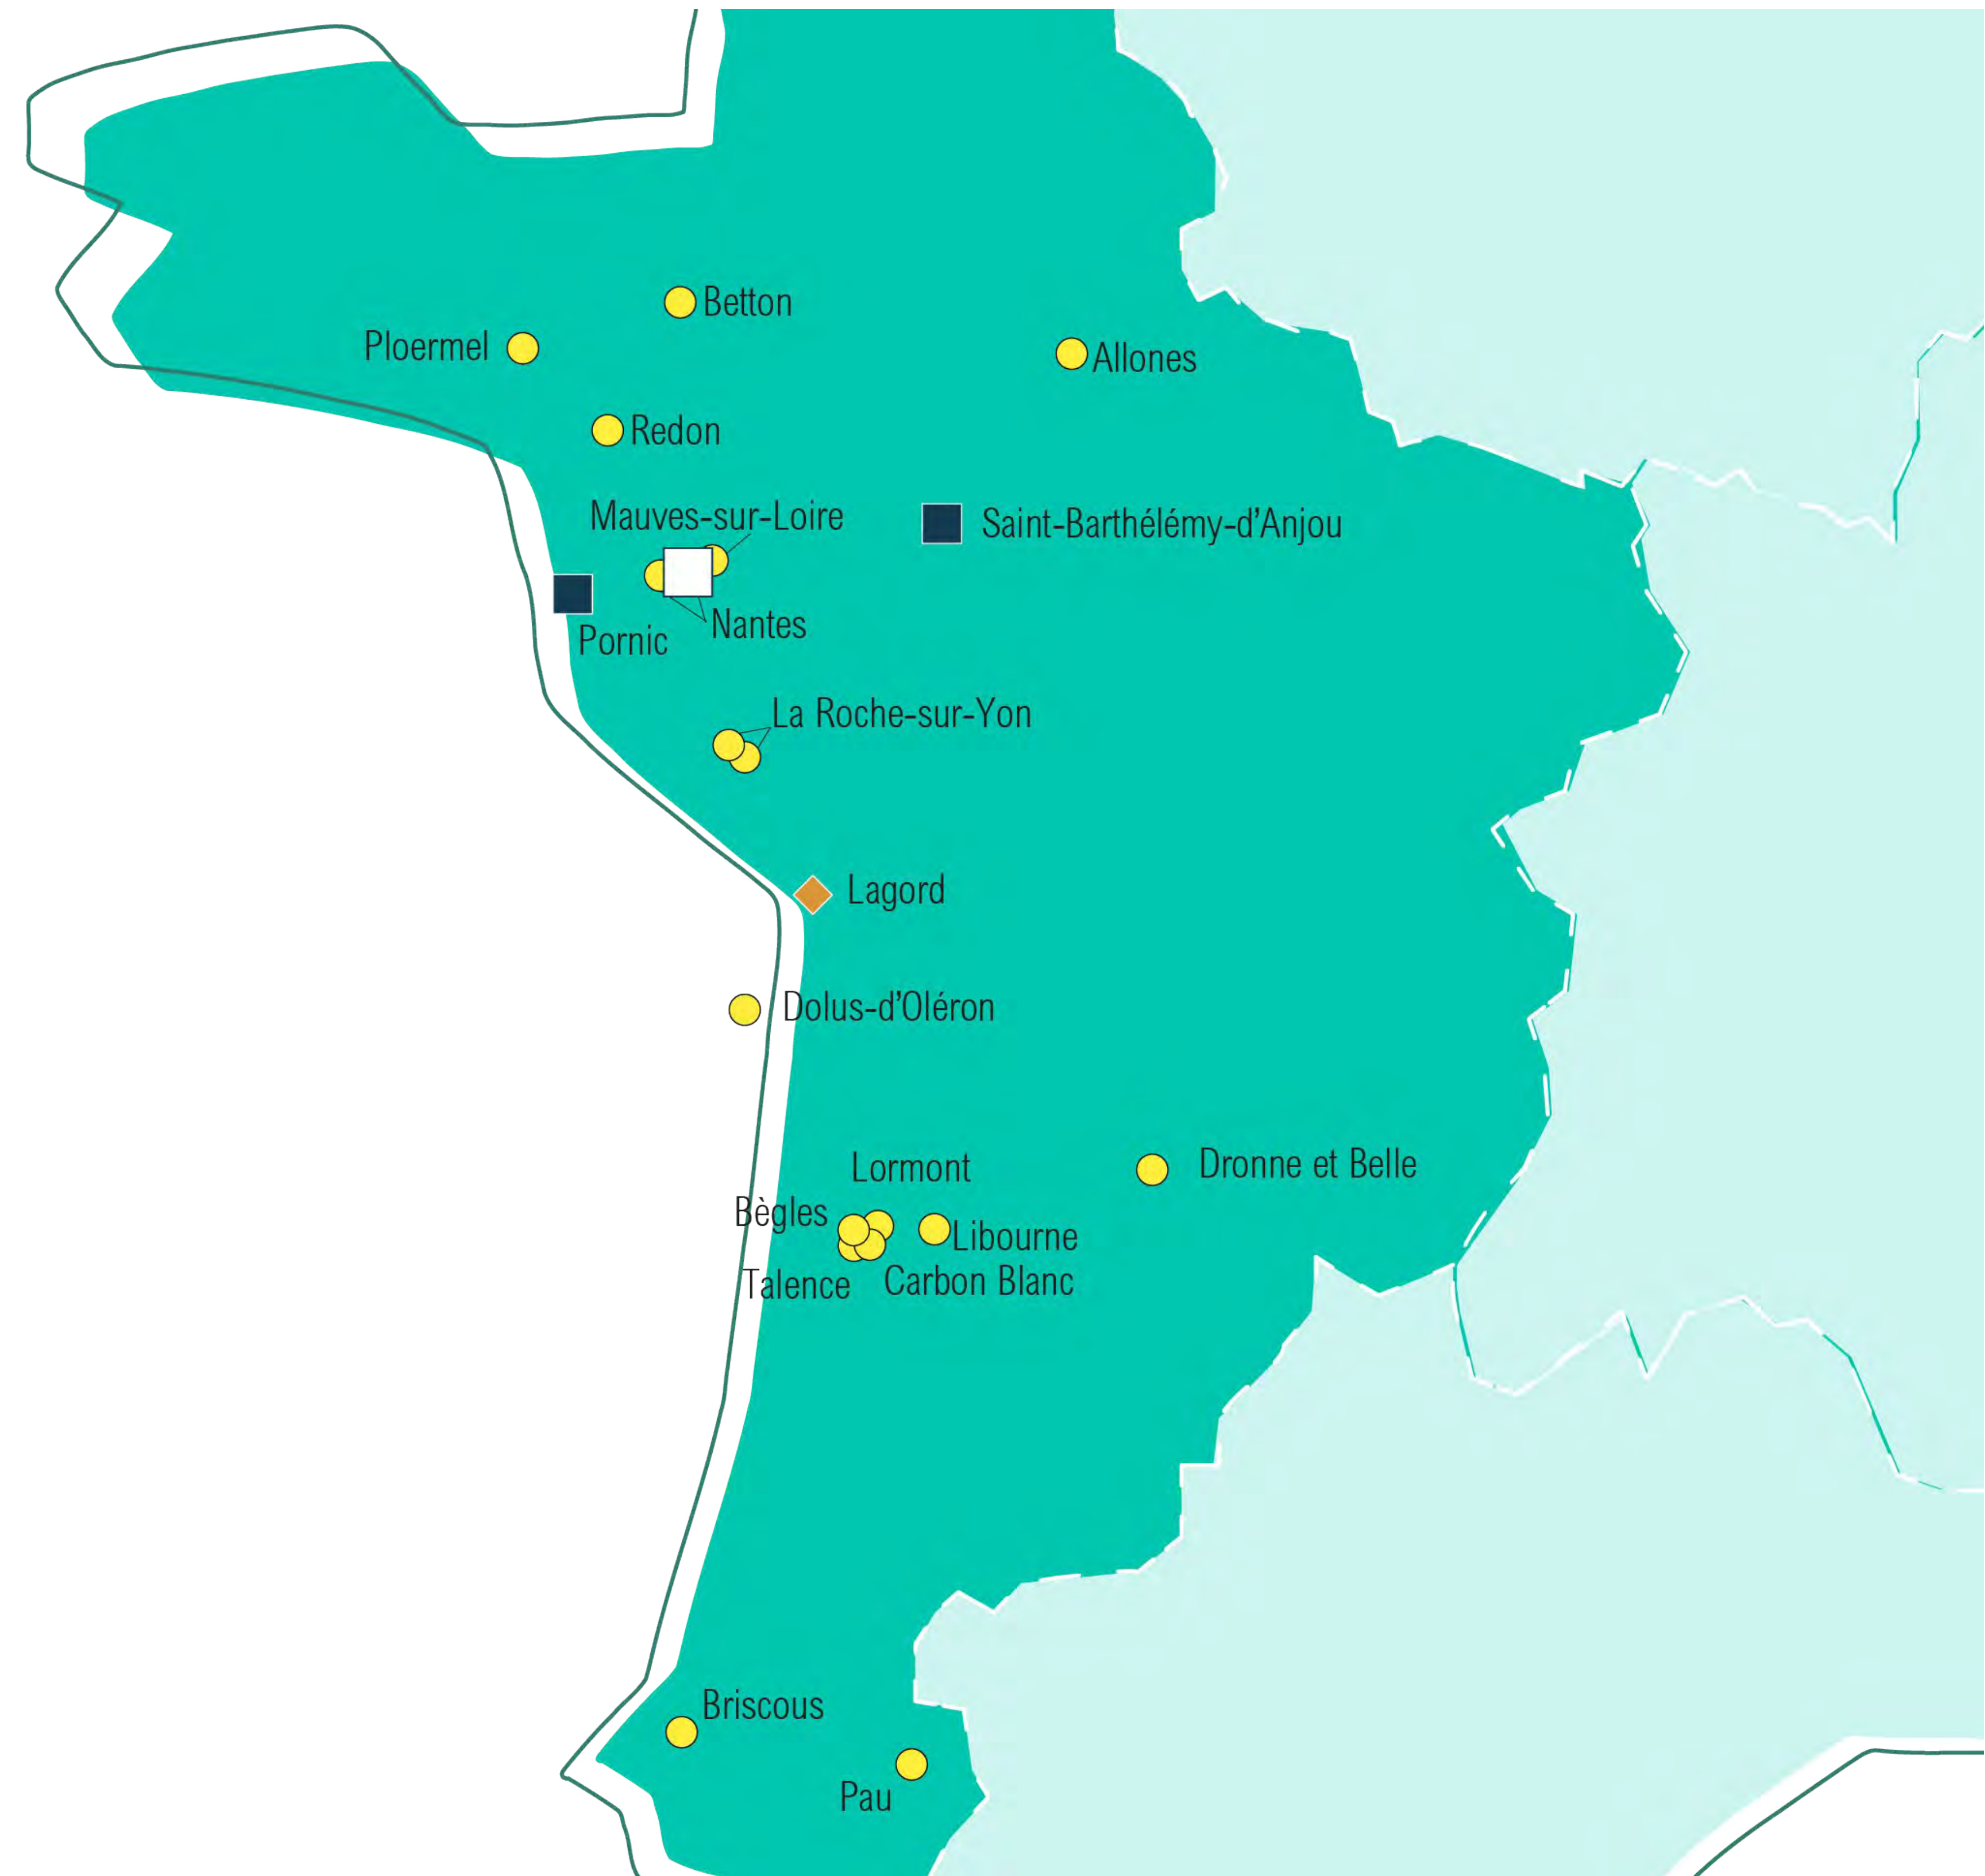 Betton
Ploermel
Allones
Redon
Mauves-sur-Loire
Saint-Barthélémy-d'Anjou
Nantes
Pornic
La Roche-sur-Yon
Lagord
Dolus-d'Oléron
Lormont
Dronne et Belle
Bègles
Libourne
Talence
Carbon Blanc
Briscous
Pau